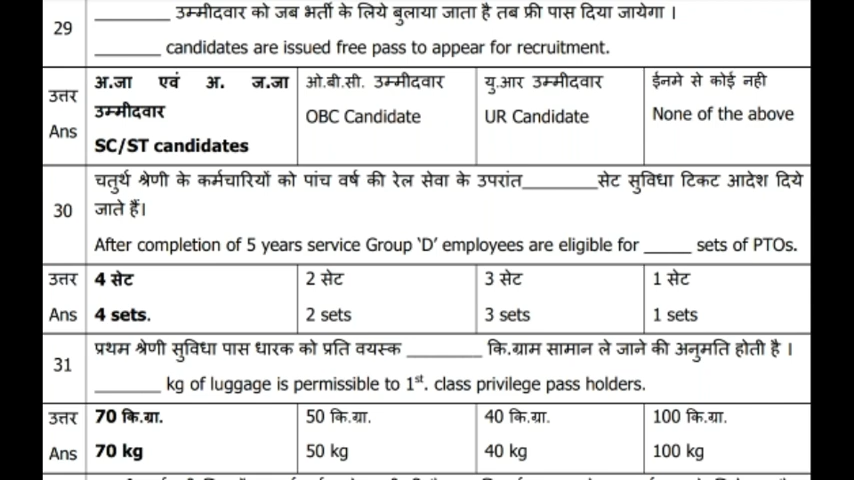 29
________ उम्मीदवार को जब भर्ती के लिये बुलाया जाता है तब फ्री पास दिया जायेगा ।
_______ candidates are issued free pass to appear for recruitment.
उत्तर
Ans
अ.जा एवं अ. ज.जा
उम्मीदवार
SC/ST candidates
ओ.बी.सी. उम्मीदवार
OBC Candidate
यु.आर उम्मीदवार
UR Candidate
ईनमे से कोई नही
None of the above
30
चतुर्थ श्रेणी के कर्मचारियों को पांच वर्ष की रेल सेवा के उपरांत________सेट सुविधा टिकट आदेश दिये
जाते हैं।
After completion of 5 years service Group ‘D’ employees are eligible for _____ sets of PTOs.
उत्तर
Ans
4 सेट
4 sets.
2 सेट
2 sets
3 सेट
3 sets
1 सेट
1 sets
31
प्रथम श्रेणी सुविधा पास धारक को प्रति वयस्क ________ कि.ग्राम सामान ले जाने की अनुमति होती है ।
_______ kg of luggage is permissible to 1st. class privilege pass holders.
उत्तर
Ans
70 कि.ग्रा.
70 kg
50 कि.ग्रा.
50 kg
40 कि.ग्रा.
40 kg
100 कि.ग्रा.
100 kg